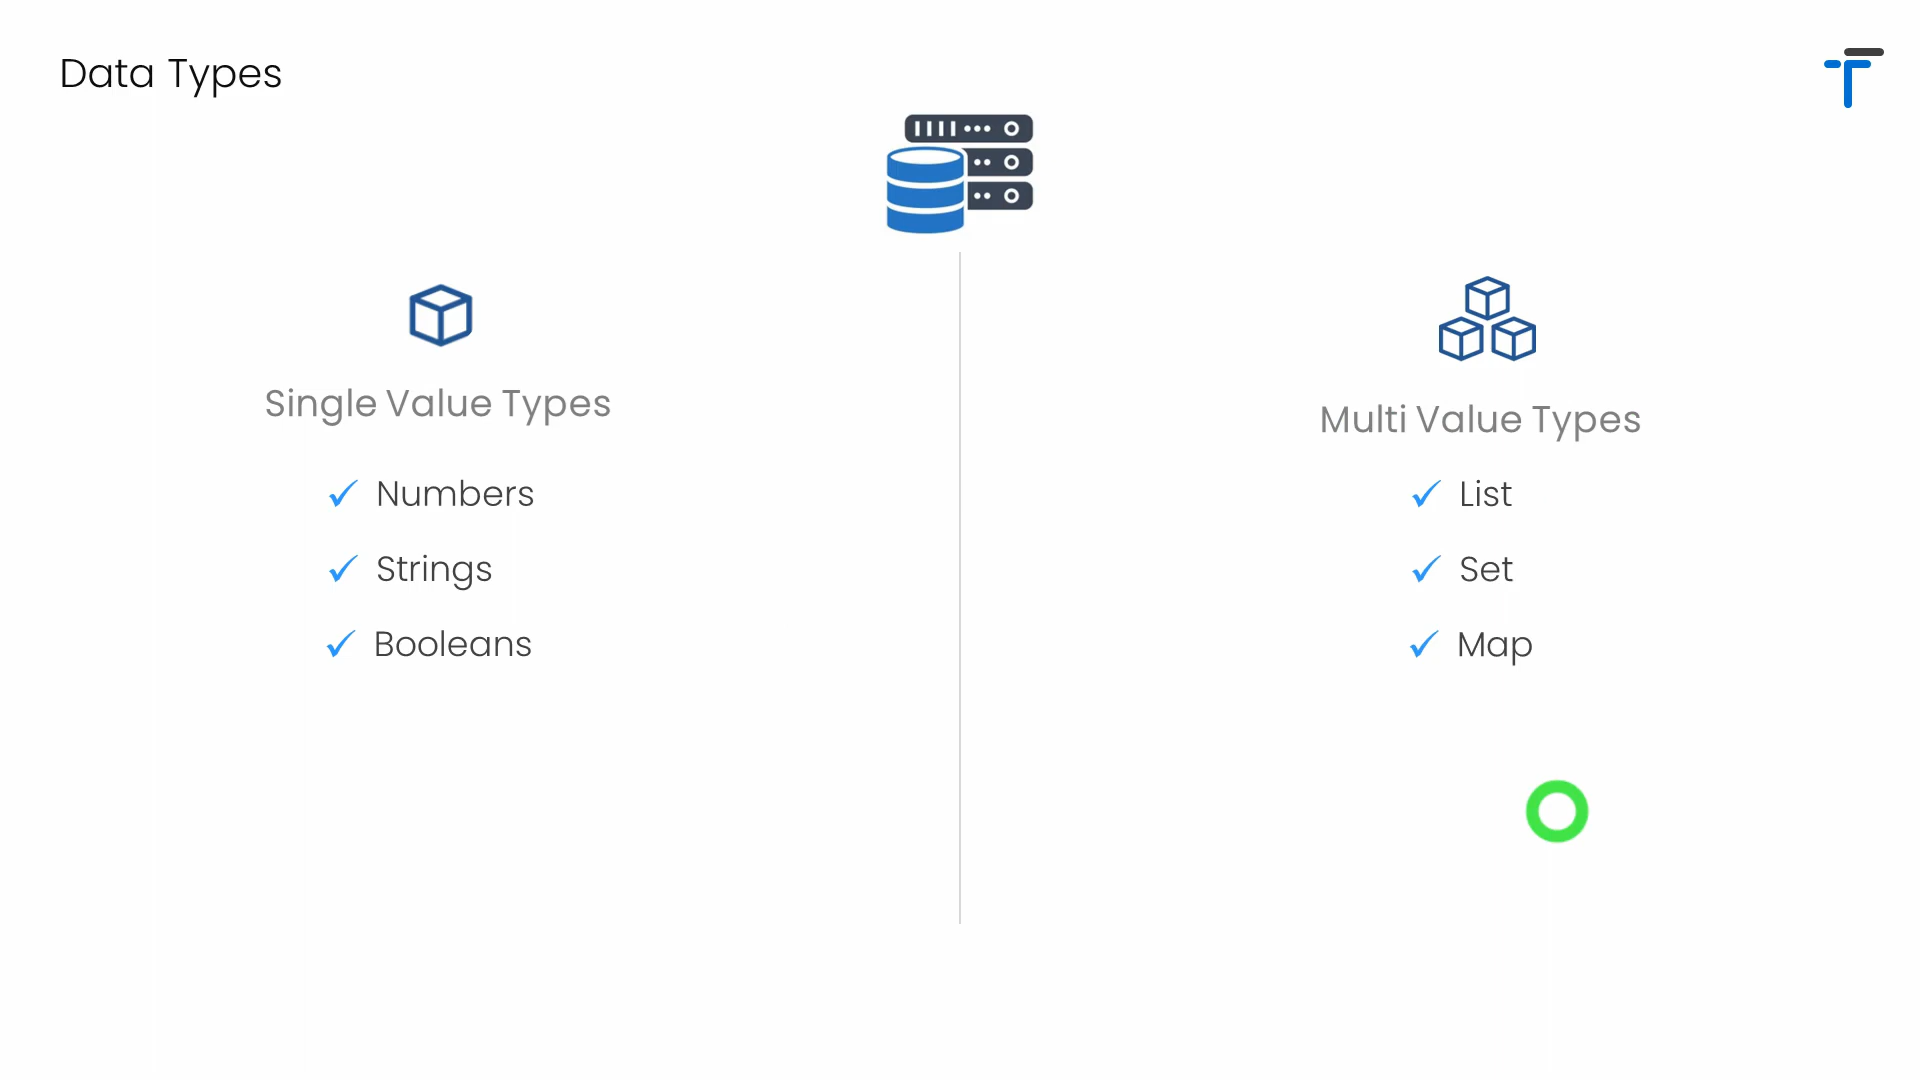 Data Types
Single Value Types
Numbers
Strings
Booleans
Multi Value Types
List
Set
Map